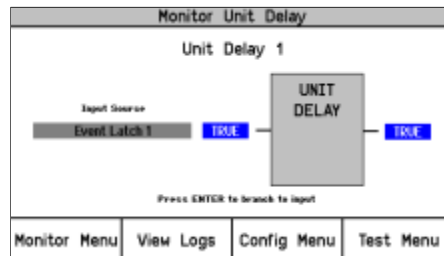 Monitor Unit Delay
Unit Delay 1
UNIT
DELAY
Input Source
Event Latch 1
TRUE
TRUE
Press ENTER to branch to input
Monitor Menu
View Logs
Config Menu
Test Menu